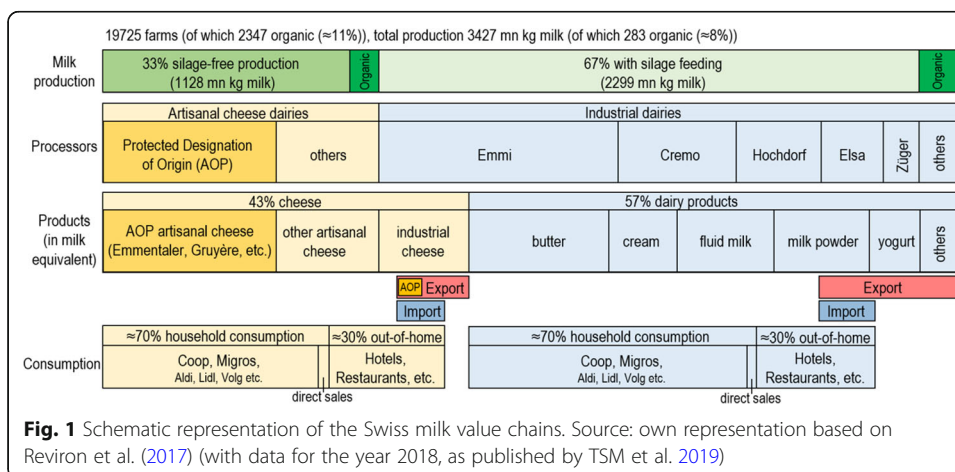 19725 farms (of which 2347 organic (≈11%)), total production 3427 mn kg milk (of which 283 organic (≈8%))
Milk
production
33% silage-free production
(1128 mn kg milk)
Organic
67% with silage feeding
(2299 mn kg milk)
Organic
Processors
Artisanal cheese dairies
Industrial dairies
Protected Designation
of Origin (AOP)
others
Emmi
Cremo
Hochdorf
Elsa
Züger
others
Products
(in milk
equivalent)
43% cheese
57% dairy products
AOP artisanal cheese
(Emmentaler, Gruyère, etc.)
other artisanal
cheese
industrial
cheese
butter
cream
fluid milk
milk powder
yogurt
others
AOP
Export
Import
Export
Import
Consumption
≈70% household consumption
≈30% out-of-home
Coop, Migros,
Aldi, Lidl, Volg etc.
Hotels,
Restaurants, etc.
direct sales
≈70% household consumption
≈30% out-of-home
Coop, Migros,
Aldi, Lidl, Volg etc.
Hotels,
Restaurants, etc.
direct sales
Fig. 1 Schematic representation of the Swiss milk value chains. Source: own representation based on
Reviron et al. (2017) (with data for the year 2018, as published by TSM et al. 2019)